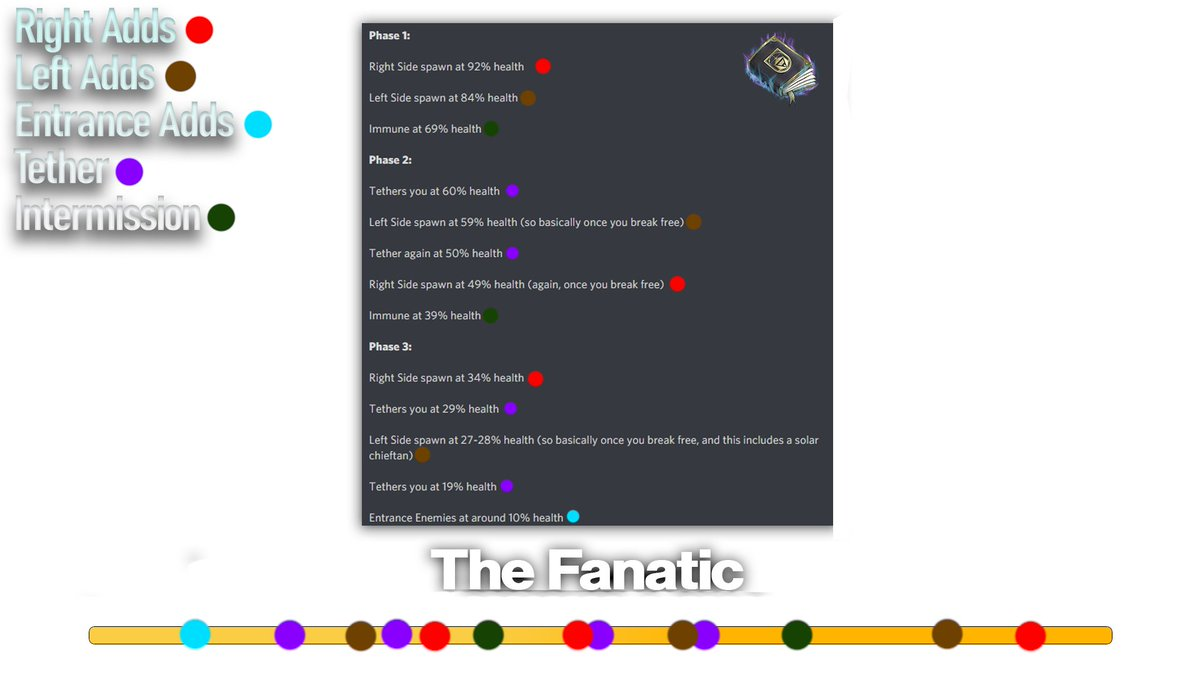 Right Adds
Left Adds
Entrance Adds
Tether
Intermission
Phase 1:
Right Side spawn at 92% health
Left Side spawn at 84% health
Immune at 69% health
Phase 2:
Tethers you at 60% health
Left Side spawn at 59% health (so basically once you break free)
Tether again at 50% health
Right Side spawn at 49% health (again, once you break free)
Immune at 39% health
Phase 3:
Right Side spawn at 34% health
Tethers you at 29% health
Left Side spawn at 27-28% health (so basically once you break free, and this includes a solar
chieftan)
Tethers you at 19% health
Entrance Enemies at around 10% health
The Fanatic